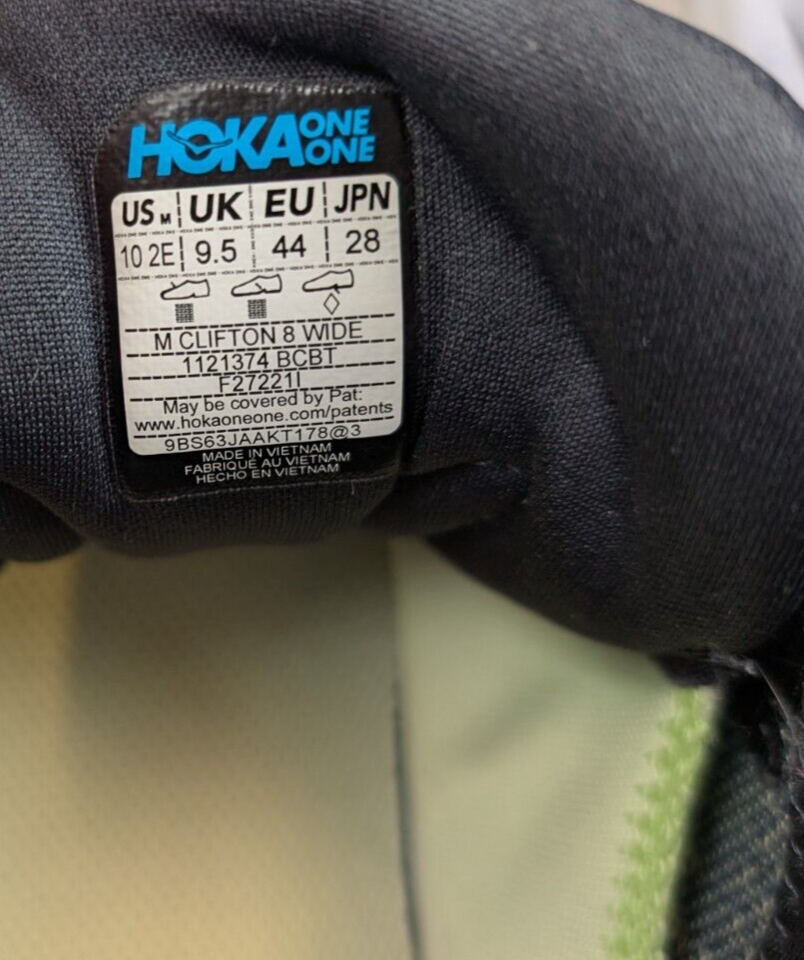 HOKA ONE ONE
US M UK EU JPN
10 2E 9.5 44 28
M CLIFTON 8 WIDE
1121374 BCBT
F27221I
May be covered by Pat:
www.hokaoneone.com/patents
9BS63JAAKT178@3
MADE IN VIETNAM
FABRIQUÉ AU VIETNAM
HECHO EN VIETNAM